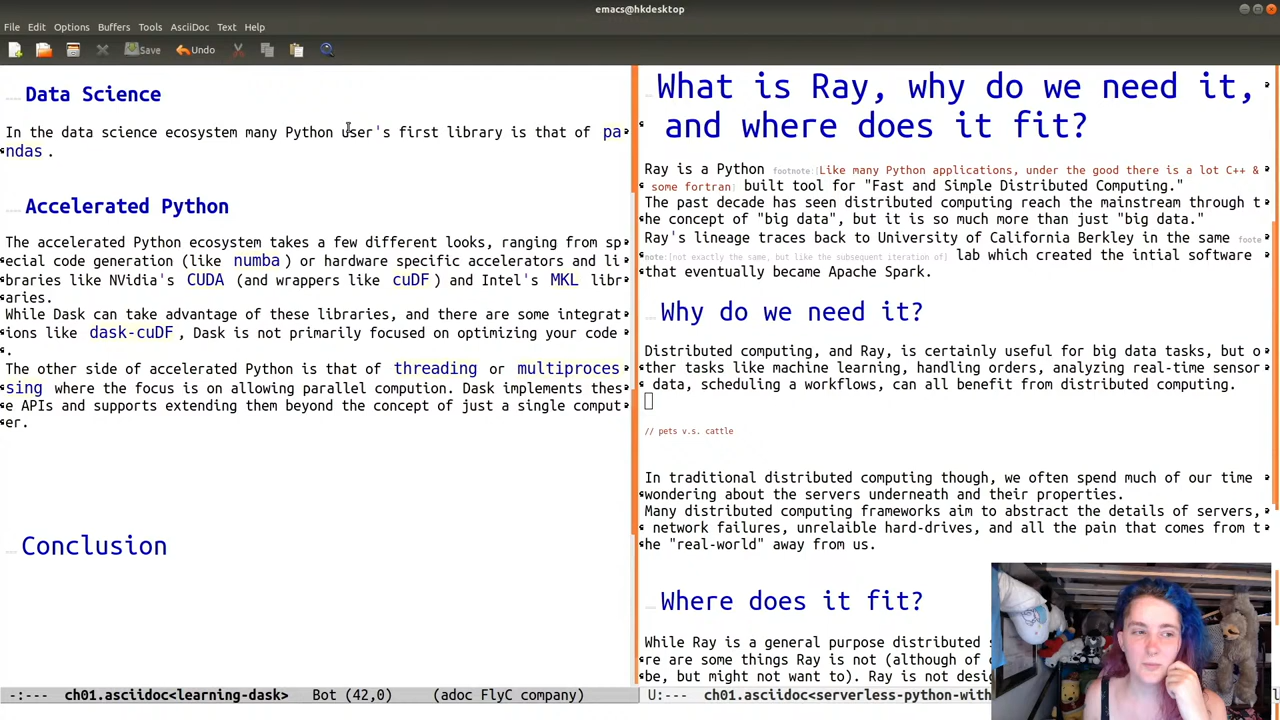 emacs@hkdesktop
File Edit Options Buffers Tools AsciiDoc Text Help
Save Undo
Data Science
In the data science ecosystem many Python user's first library is that of pa
ndas .
Accelerated Python
The accelerated Python ecosystem takes a few different looks, ranging from sp
ecial code generation (like numba ) or hardware specific accelerators and li
braries like NVidia's CUDA (and wrappers like cuDF ) and Intel's MKL libr
aries.
While Dask can take advantage of these libraries, and there are some integrat
ions like dask-cuDF , Dask is not primarily focused on optimizing your code
.
The other side of accelerated Python is that of threading or multiproces
sing where the focus is on allowing parallel compution. Dask implements thes
e APIs and supports extending them beyond the concept of just a single comput
er.
Conclusion
-:--- ch01.asciidoc<learning-dask> Bot (42,0) (adoc FlyC company)
What is Ray, why do we need it,
and where does it fit?
Ray is a Python footnote:[Like many Python applications, under the good there is a lot C++ &
some fortran] built tool for "Fast and Simple Distributed Computing."
The past decade has seen distributed computing reach the mainstream through t
he concept of "big data", but it is so much more than just "big data."
Ray's lineage traces back to University of California Berkley in the same foote
note:[not exactly the same, but like the subsequent iteration of] lab which created the intial software
that eventually became Apache Spark.
Why do we need it?
Distributed computing, and Ray, is certainly useful for big data tasks, but o
ther tasks like machine learning, handling orders, analyzing real-time sensor
data, scheduling a workflows, can all benefit from distributed computing.
// pets v.s. cattle
In traditional distributed computing though, we often spend much of our time
wondering about the servers underneath and their properties.
Many distributed computing frameworks aim to abstract the details of servers,
network failures, unrelaible hard-drives, and all the pain that comes from t
he "real-world" away from us.
Where does it fit?
While Ray is a general purpose distributed
re are some things Ray is not (although of
be, but might not want to). Ray is not
U:--- ch01.asciidoc<serverless-python-with